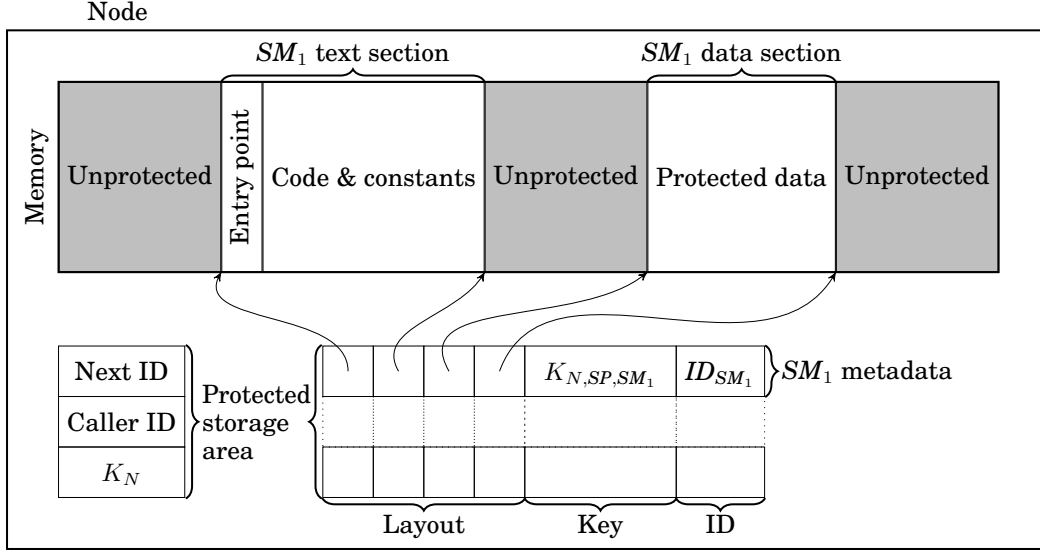 Node
SM₁ text section
SM₁ data section
Memory
Unprotected
Entry point
Code & constants
Unprotected
Protected data
Unprotected
Next ID
Caller ID
K_N
Protected
storage
area
K_{N,SP,SM₁}
ID_{SM₁}
SM₁ metadata
Layout
Key
ID